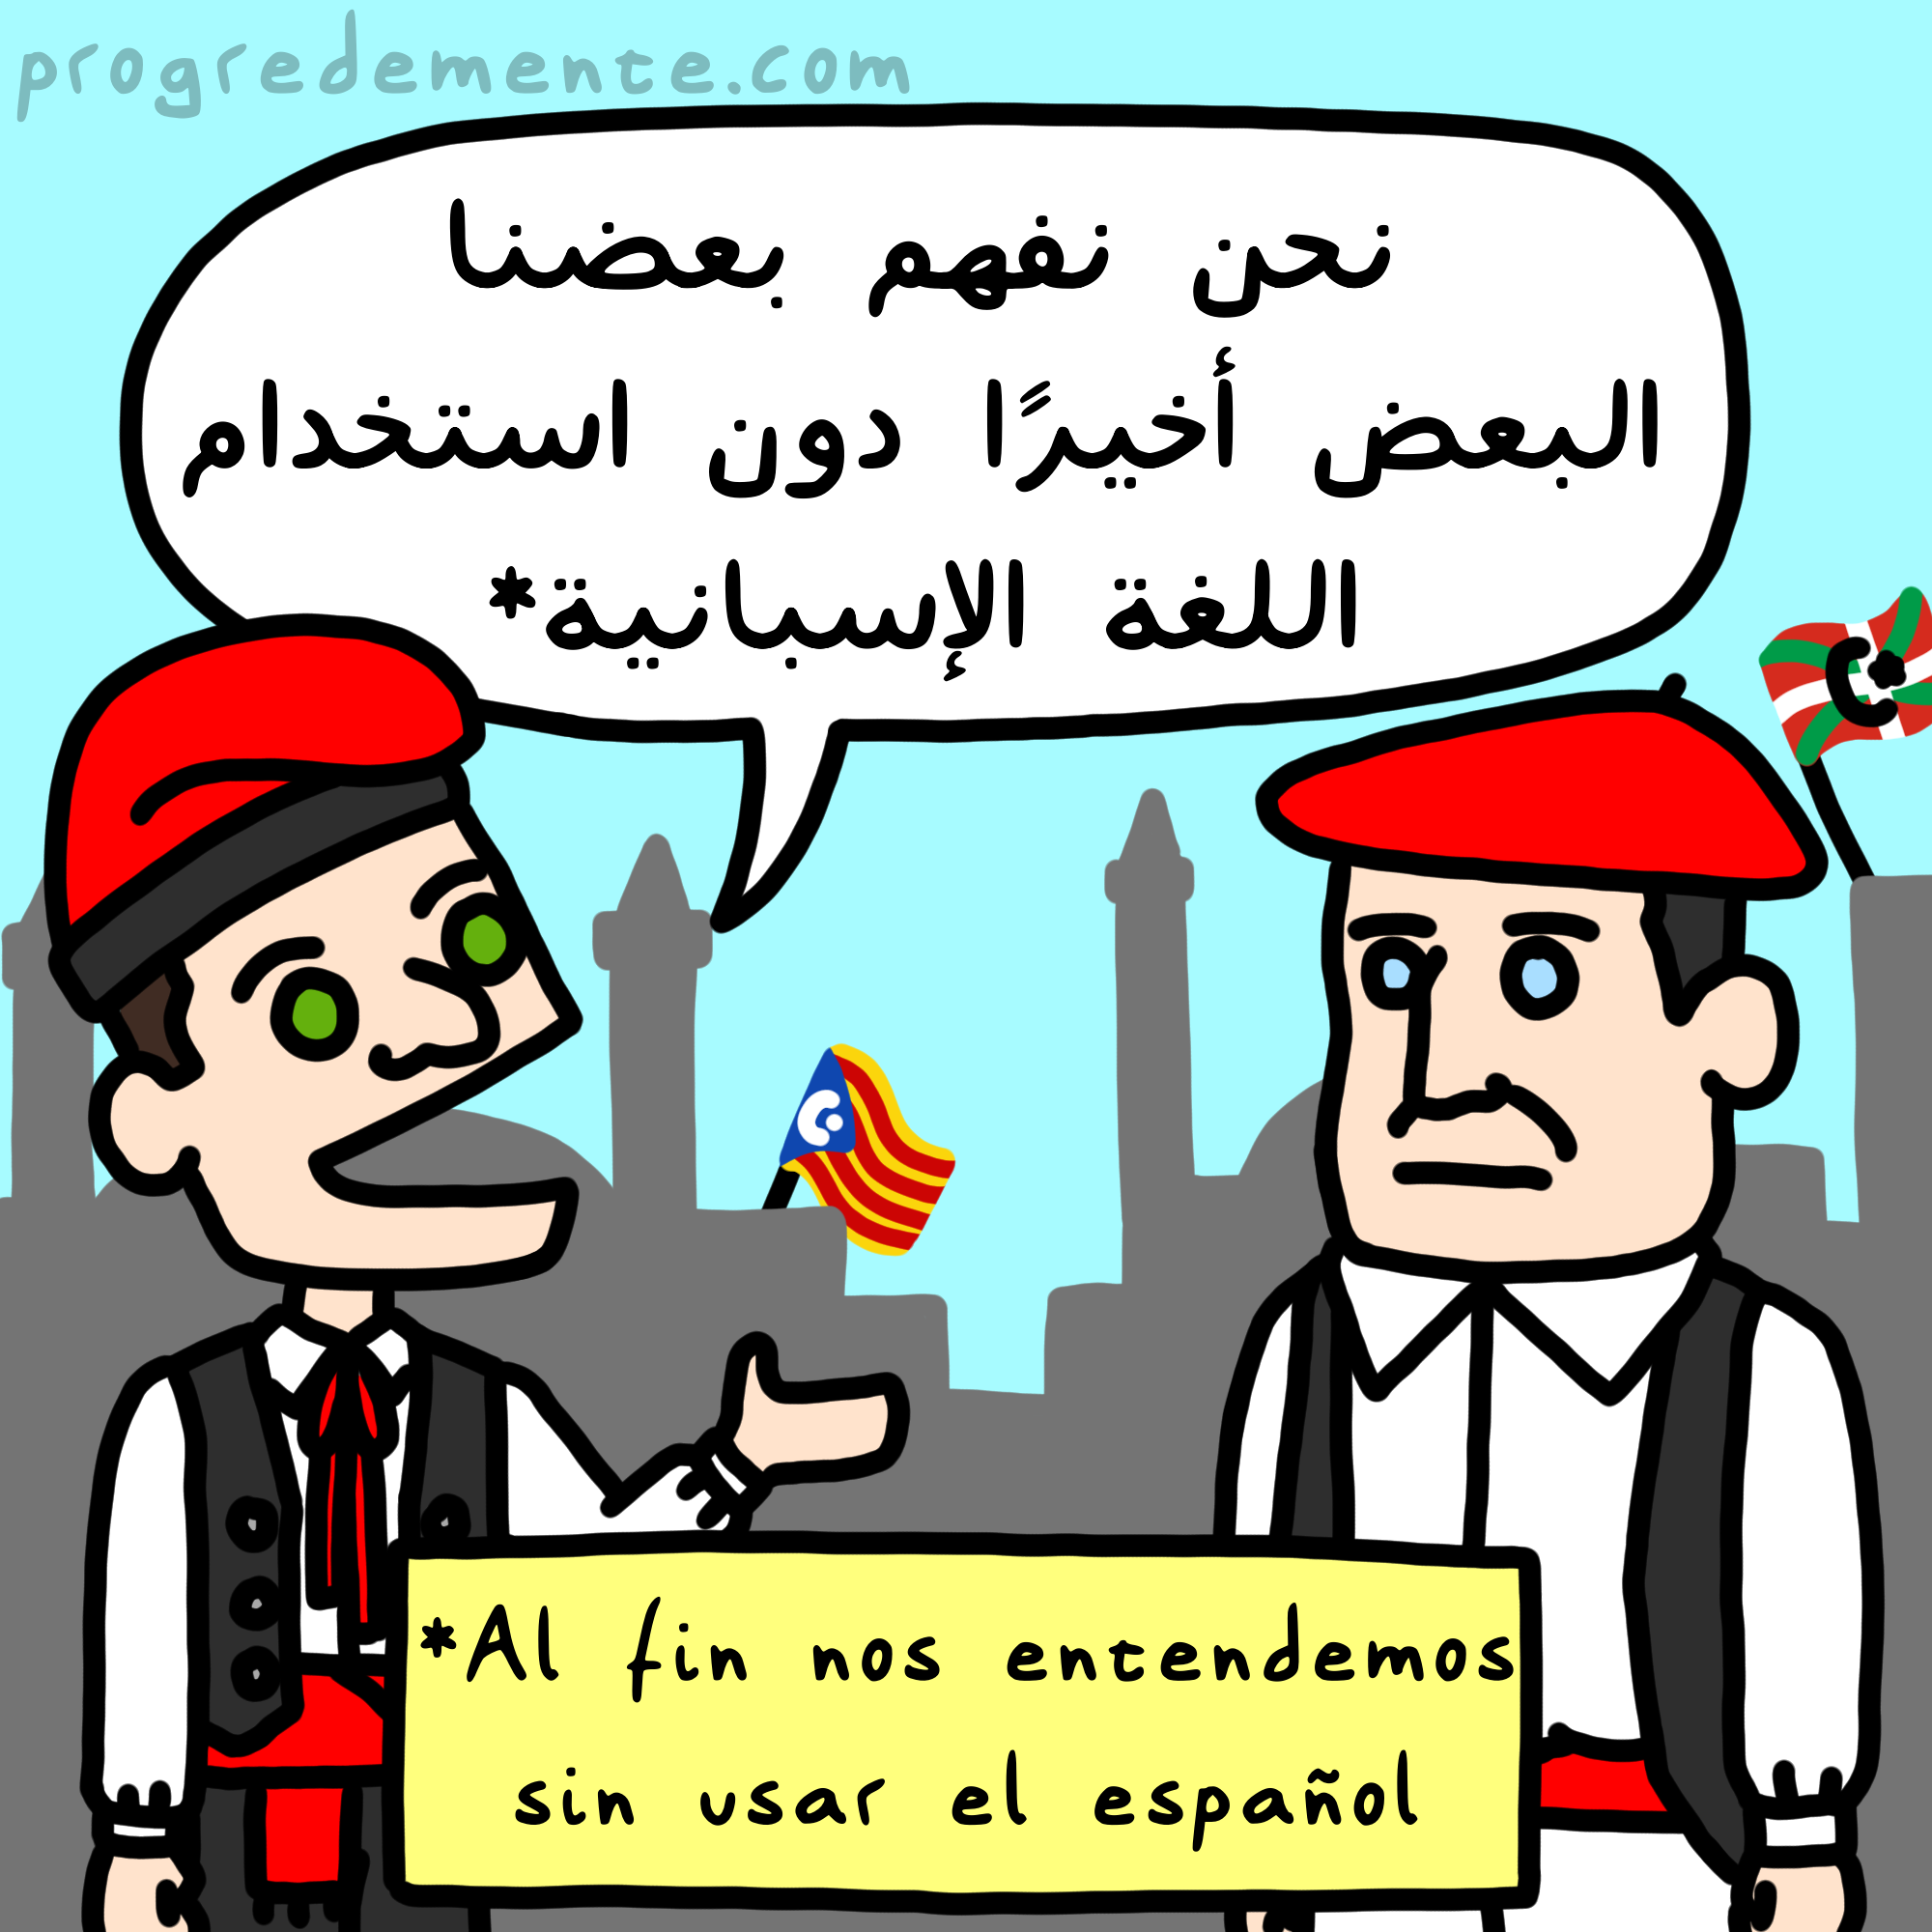 progredemente.com
نحن نفهم بعضنا
البعض أخيرًا دون استخدام
اللغة الإسبانية*
*Al fin nos entendemos
sin usar el español